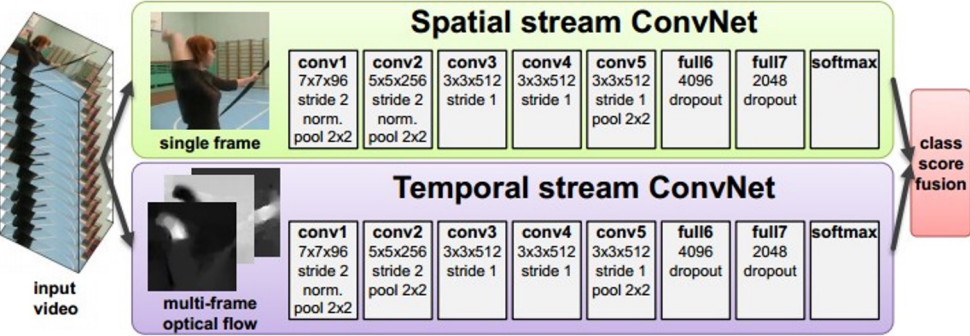 Spatial stream ConvNet
conv1
7x7x96
stride 2
norm.
pool 2x2
conv2
5x5x256
stride 2
norm.
pool 2x2
conv3
3x3x512
stride 1
conv4
3x3x512
stride 1
conv5
3x3x512
stride 1
pool 2x2
full6
4096
dropout
full7
2048
dropout
softmax
single frame
Temporal stream ConvNet
conv1
7x7x96
stride 2
norm.
pool 2x2
conv2
5x5x256
stride 2
pool 2x2
conv3
3x3x512
stride 1
conv4
3x3x512
stride 1
conv5
3x3x512
stride 1
pool 2x2
full6
4096
dropout
full7
2048
dropout
softmax
multi-frame
optical flow
input
video
class
score
fusion